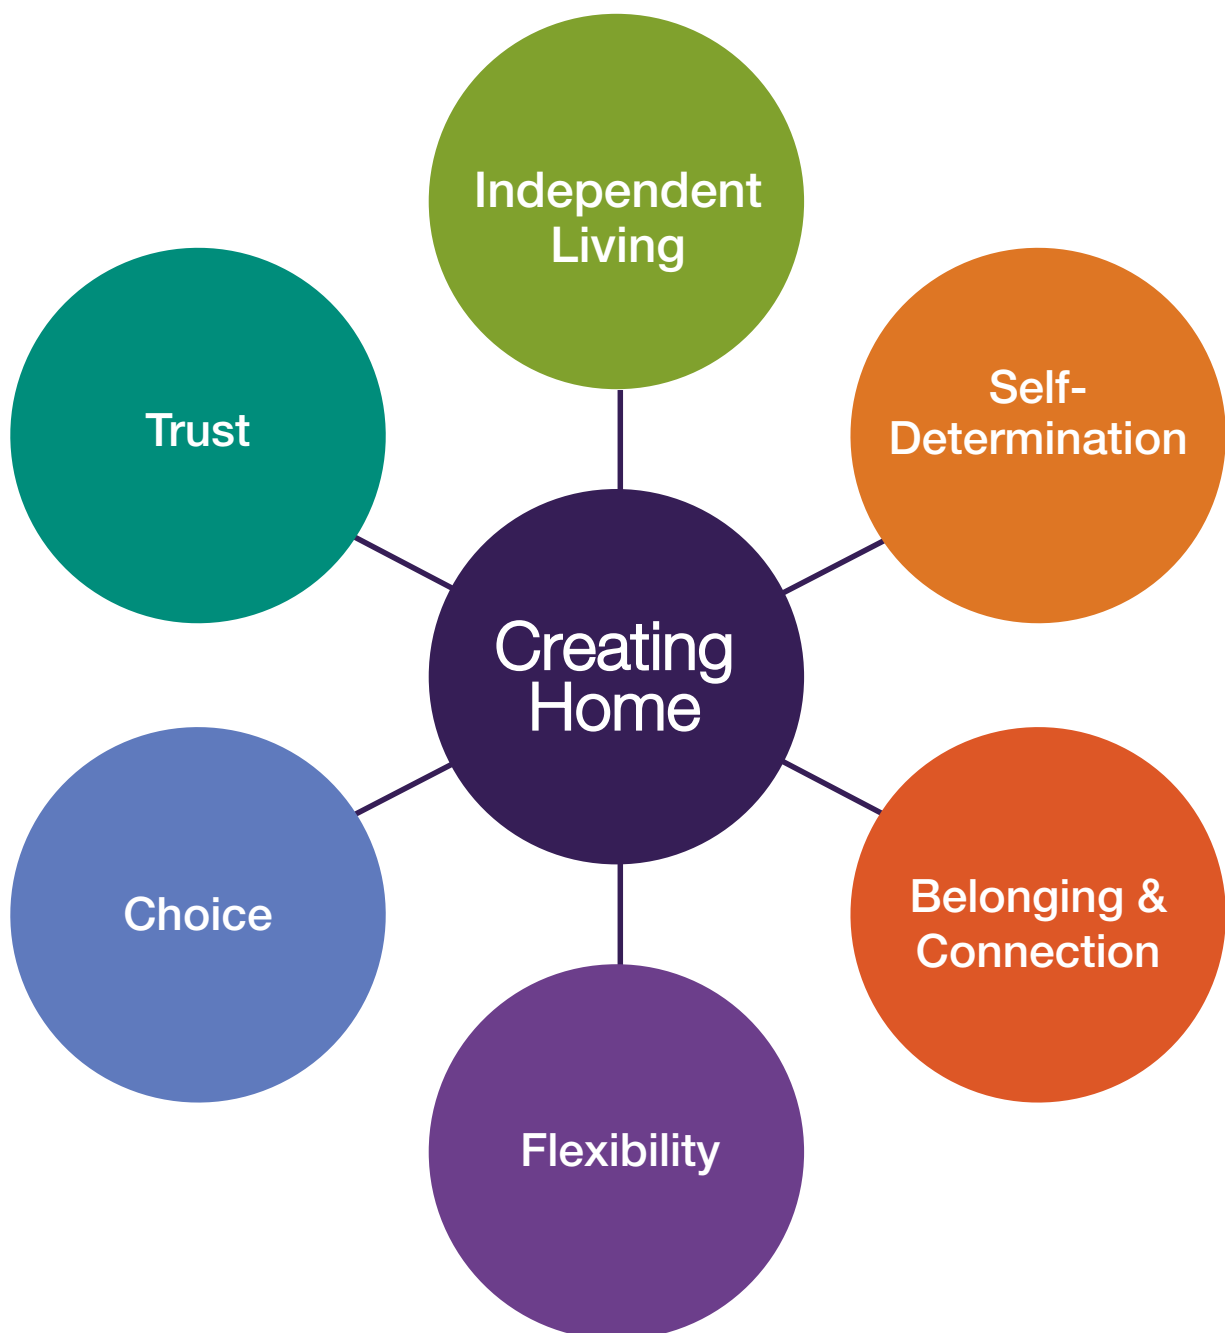 Independent
Living
Self-
Determination
Trust
Creating
Home
Belonging &
Connection
Choice
Flexibility